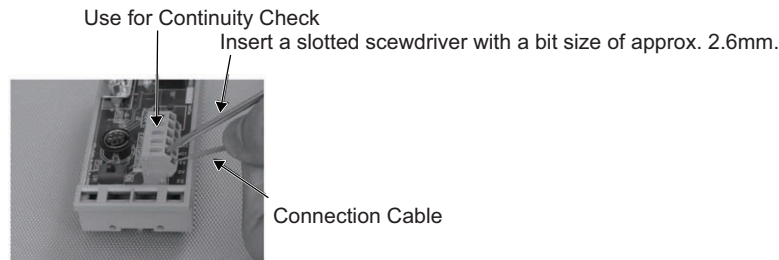 Use for Continuity Check
Insert a slotted scewdriver with a bit size of approx. 2.6mm.
Connection Cable